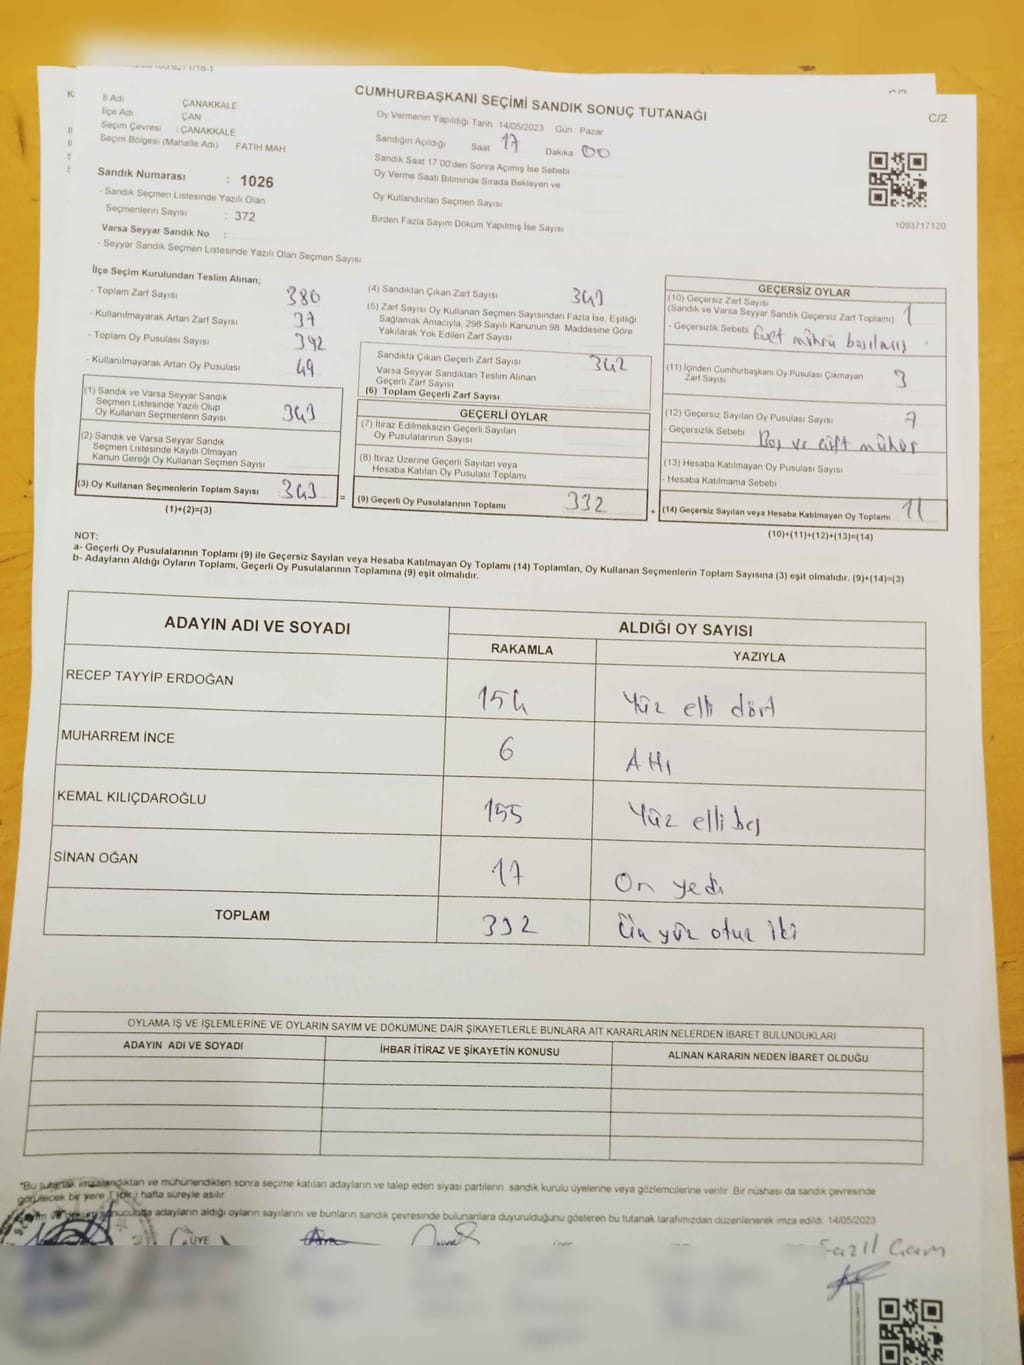 CUMHURBAŞKANI SEÇİMİ SANDIK SONUÇ TUTANAĞI
C/2
İl Adı ÇANAKKALE
İlçe Adı ÇAN
Seçim Çevresi : ÇANAKKALE
Seçim Bölgesi (Mahalle Adı) FATİH MAH
Sandık Numarası : 1026
- Sandık Seçmen Listesinde Yazılı Olan
Seçmenlerin Sayısı : 372
Varsa Seyyar Sandık No :
- Seyyar Sandık Seçmen Listesinde Yazılı Olan Seçmen Sayısı
Oy Vermenin Yapıldığı Tarih 14/05/2023 Gün Pazar
Sandığın Açıldığı Saat 17 Dakika 00
Sandık Saat 17 00'den Sonra Açımış İse Sebebi
Oy Verme Saati Bitiminde Sırada Bekleyen ve
Oy Kullandırılan Seçmen Sayısı
Birden Fazla Sayım Döküm Yapılmış İse Sayısı
1093717120
İlçe Seçim Kurulundan Teslim Alınan;
- Toplam Zarf Sayısı 380
- Kullanılmayarak Artan Zarf Sayısı 37
- Toplam Oy Pusulası Sayısı 392
- Kullanılmayarak Artan Oy Pusulası 49
(1) Sandık ve Varsa Seyyar Sandık
Seçmen Listesinde Yazılı Olup
Oy Kullanan Seçmenlerin Sayısı 343
(2) Sandık ve Varsa Seyyar Sandık
Seçmen Listesinde Kayıtlı Olmayan
Kanun Gereği Oy Kullanan Seçmen Sayısı
(3) Oy Kullanan Seçmenlerin Toplam Sayısı 343
(1)+(2)=(3)
=
(4) Sandıktan Çıkan Zarf Sayısı 343
(5) Zarf Sayısı Oy Kullanan Seçmen Sayısından Fazla İse, Eşitliği
Sağlamak Amacıyla, 298 Sayılı Kanunun 98. Maddesine Göre
Yakılarak Yok Edilen Zarf Sayısı
Sandıkta Çıkan Geçerli Zarf Sayısı 342
Varsa Seyyar Sandıktan Teslim Alınan
Geçerli Zarf Sayısı
(6) Toplam Geçerli Zarf Sayısı
GEÇERLİ OYLAR
(7) İtiraz Edilmeksizin Geçerli Sayılan
Oy Pusulalarının Sayısı
(8) İtiraz Üzerine Geçerli Sayılan veya
Hesaba Katılan Oy Pusulası Toplamı
(9) Geçerli Oy Pusulalarının Toplamı 332
+
GEÇERSİZ OYLAR
(10) Geçersiz Zarf Sayısı
(Sandık ve Varsa Seyyar Sandık Geçersiz Zarf Toplamı) 1
- Geçersizlik Sebebi Evet mührü basılmış
(11) İçinden Cumhurbaşkanı Oy Pusulası Çıkmayan
Zarf Sayısı 3
(12) Geçersiz Sayılan Oy Pusulası Sayısı 7
- Geçersizlik Sebebi Boş ve çift mühür
(13) Hesaba Katılmayan Oy Pusulası Sayısı
- Hesaba Katılmama Sebebi
(14) Geçersiz Sayılan veya Hesaba Katılmayan Oy Toplamı 11
(10)+(11)+(12)+(13)=(14)
NOT:
a- Geçerli Oy Pusulalarının Toplamı (9) ile Geçersiz Sayılan veya Hesaba Katılmayan Oy Toplamı (14) Toplamları, Oy Kullanan Seçmenlerin Toplam Sayısına (3) eşit olmalıdır. (9)+(14)=(3)
b- Adayların Aldığı Oyların Toplamı, Geçerli Oy Pusulalarının Toplamına (9) eşit olmalıdır.
ADAYIN ADI VE SOYADI ALDIĞI OY SAYISI
RAKAMLA YAZIYLA
RECEP TAYYİP ERDOĞAN 154 Yüz elli dört
MUHARREM İNCE 6 Altı
KEMAL KILIÇDAROĞLU 155 Yüz elli beş
SİNAN OĞAN 17 On yedi
TOPLAM 332 Üç yüz otuz iki
OYLAMA İŞ VE İŞLEMLERİNE VE OYLARIN SAYIM VE DÖKÜMÜNE DAİR ŞİKAYETLERLE BUNLARA AİT KARARLARIN NELERDEN İBARET BULUNDUKLARI
ADAYIN ADI VE SOYADI İHBAR İTİRAZ VE ŞİKAYETİN KONUSU ALINAN KARARIN NEDEN İBARET OLDUĞU
*Bu tutanak imzalandıktan ve mühürlendikten sonra seçime katılan adayların ve talep eden siyasi partilerin sandık kurulu üyelerine veya gözlemcilerine verilir. Bir nüshası da sandık çevresinde
görülecek bir yere 1 (bir) hafta süreyle asılır.
sonucunda adayların aldığı oyların sayılarını ve bunların sandık çevresinde bulunanlara duyurulduğunu gösteren bu tutanak tarafımızdan düzenlenerek imza edildi. 14/05/2023
ÜYE